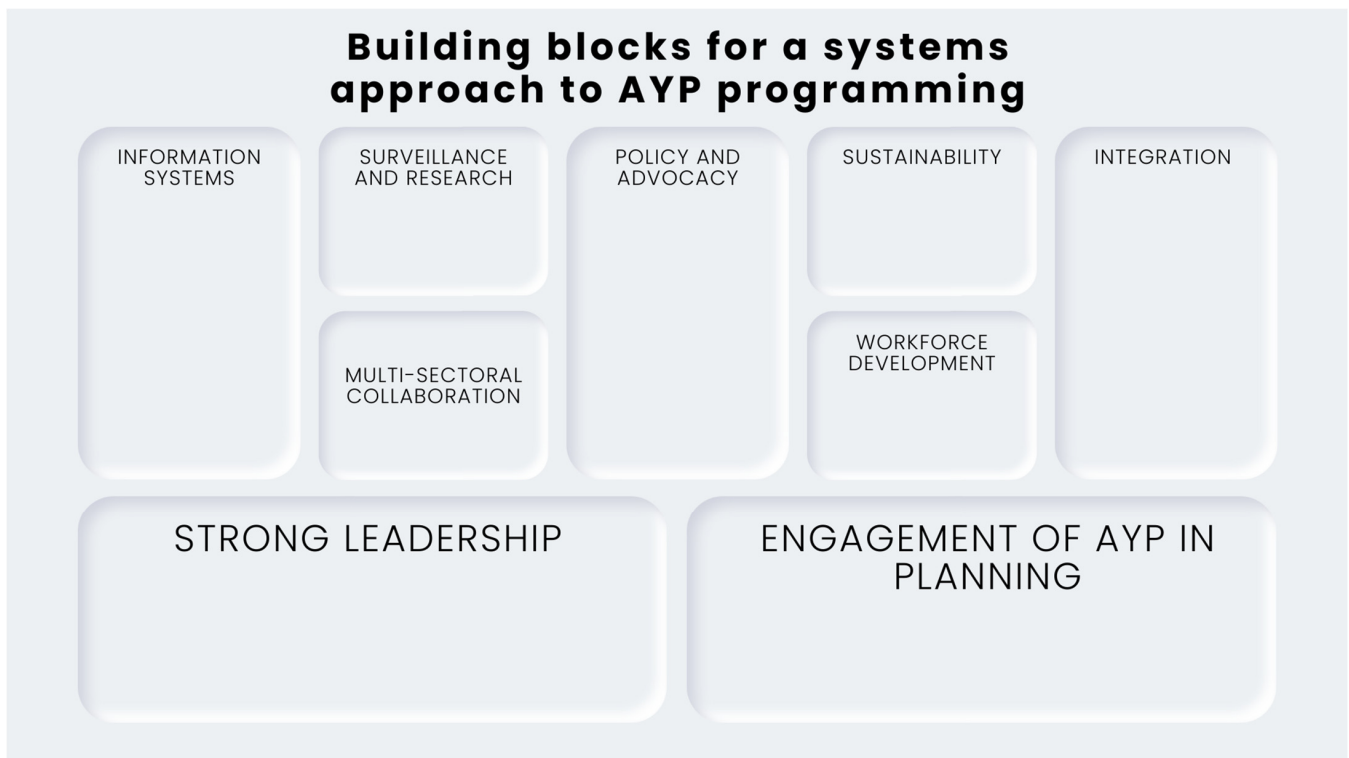 Building blocks for a systems
approach to AYP programming
INFORMATION
SYSTEMS
SURVEILLANCE
AND RESEARCH
POLICY AND
ADVOCACY
SUSTAINABILITY
INTEGRATION
MULTI-SECTORAL
COLLABORATION
WORKFORCE
DEVELOPMENT
STRONG LEADERSHIP
ENGAGEMENT OF AYP IN
PLANNING